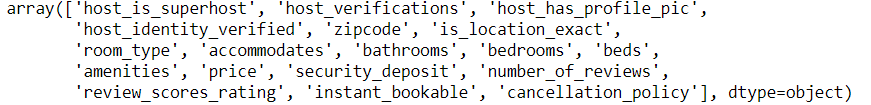 array(['host_is_superhost', 'host_verifications', 'host_has_profile_pic',
'host_identity_verified', 'zipcode', 'is_location_exact',
'room_type', 'accommodates', 'bathrooms', 'bedrooms', 'beds',
'amenities', 'price', 'security_deposit', 'number_of_reviews',
'review_scores_rating', 'instant_bookable', 'cancellation_policy'], dtype=object)